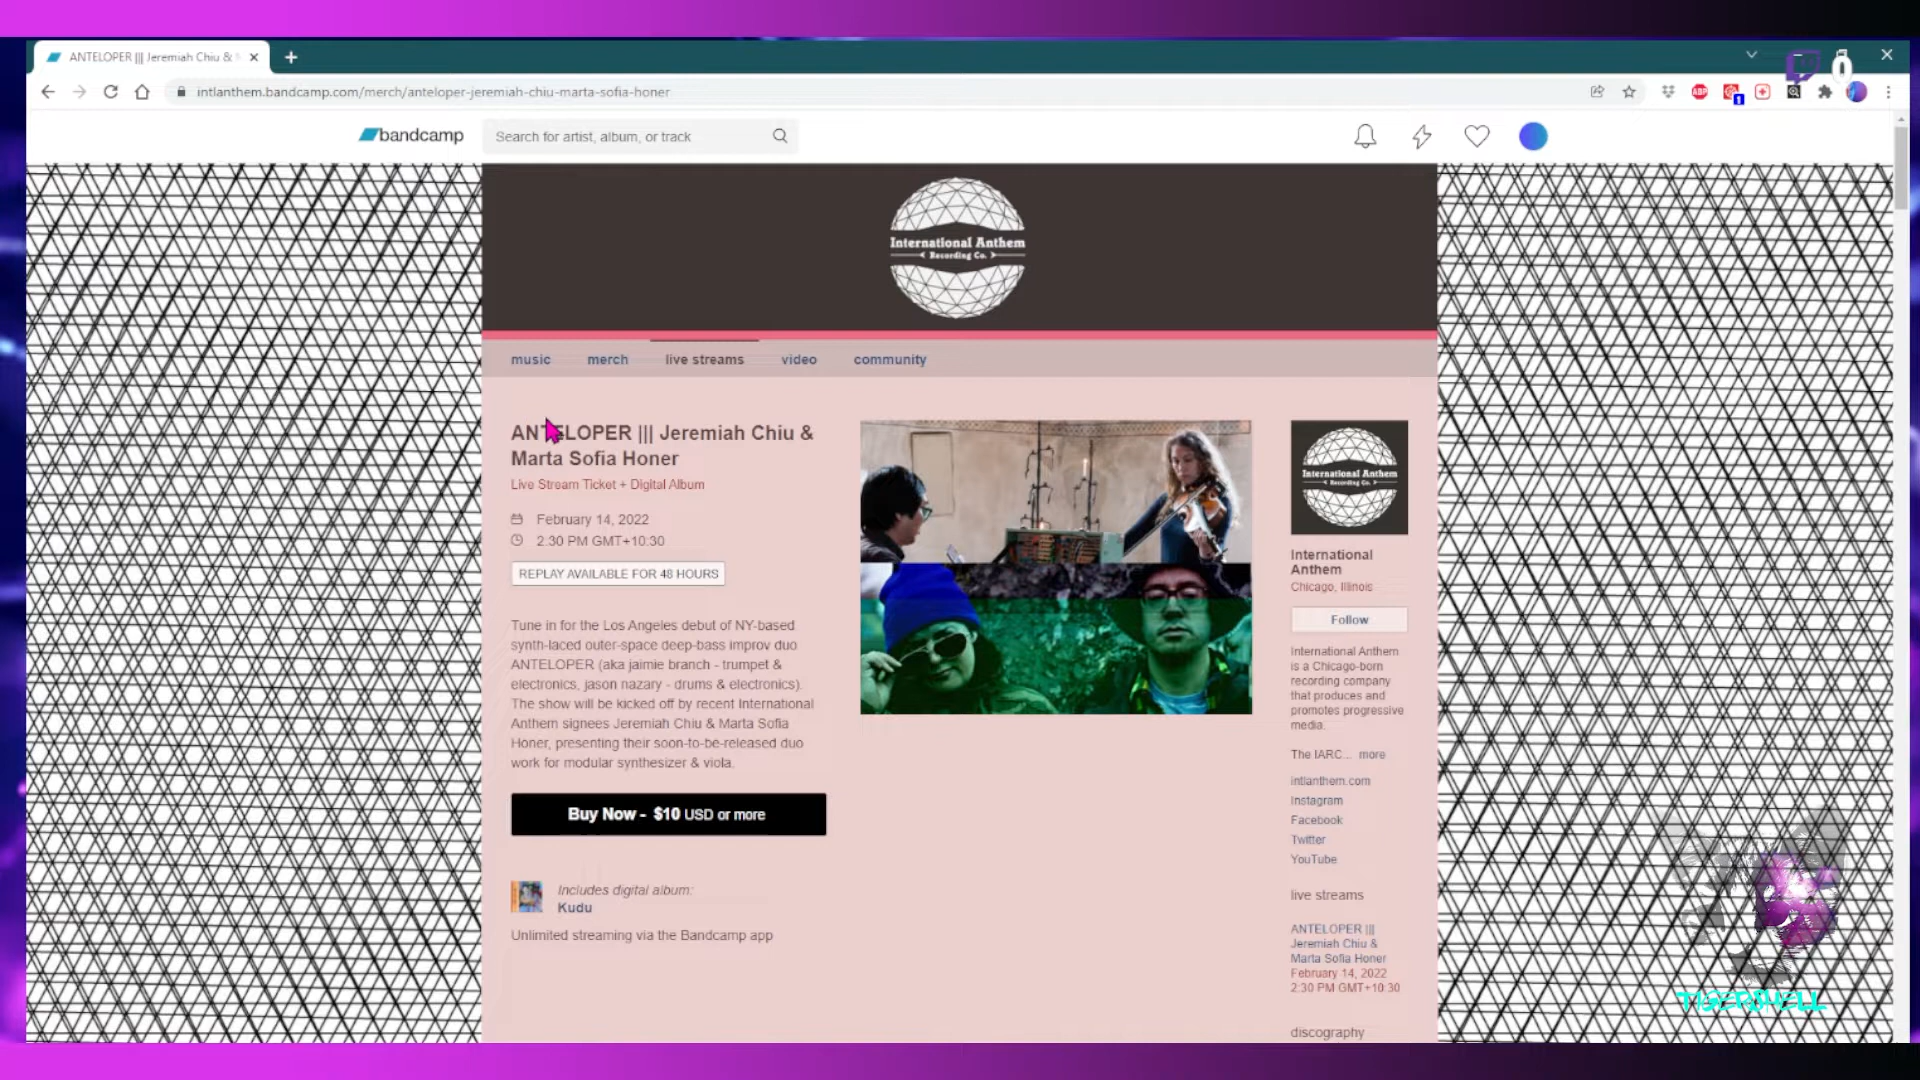 ANTELOPER ||| Jeremiah Chiu &
0
intlanthem.bandcamp.com/merch/anteloper-jeremiah-chiu-marta-sofia-honer
ABP
bandcamp
Search for artist, album, or track
International Anthem
Recording Co.
music merch live streams video community
ANTELOPER ||| Jeremiah Chiu &
Marta Sofia Honer
Live Stream Ticket + Digital Album
February 14, 2022
2:30 PM GMT+10:30
REPLAY AVAILABLE FOR 48 HOURS
Tune in for the Los Angeles debut of NY-based
synth-laced outer-space deep-bass improv duo
ANTELOPER (aka jaimie branch - trumpet &
electronics, jason nazary - drums & electronics).
The show will be kicked off by recent International
Anthem signees Jeremiah Chiu & Marta Sofia
Honer, presenting their soon-to-be-released duo
work for modular synthesizer & viola.
Buy Now - $10 USD or more
Includes digital album:
Kudu
Unlimited streaming via the Bandcamp app
International Anthem
Recording Co.
International
Anthem
Chicago, Illinois
Follow
International Anthem
is a Chicago-born
recording company
that produces and
promotes progressive
media.
The IARC... more
intlanthem.com
Instagram
Facebook
Twitter
YouTube
live streams
ANTELOPER |||
Jeremiah Chiu &
Marta Sofia Honer
February 14, 2022
2:30 PM GMT+10:30
discography
TIGERSHELL